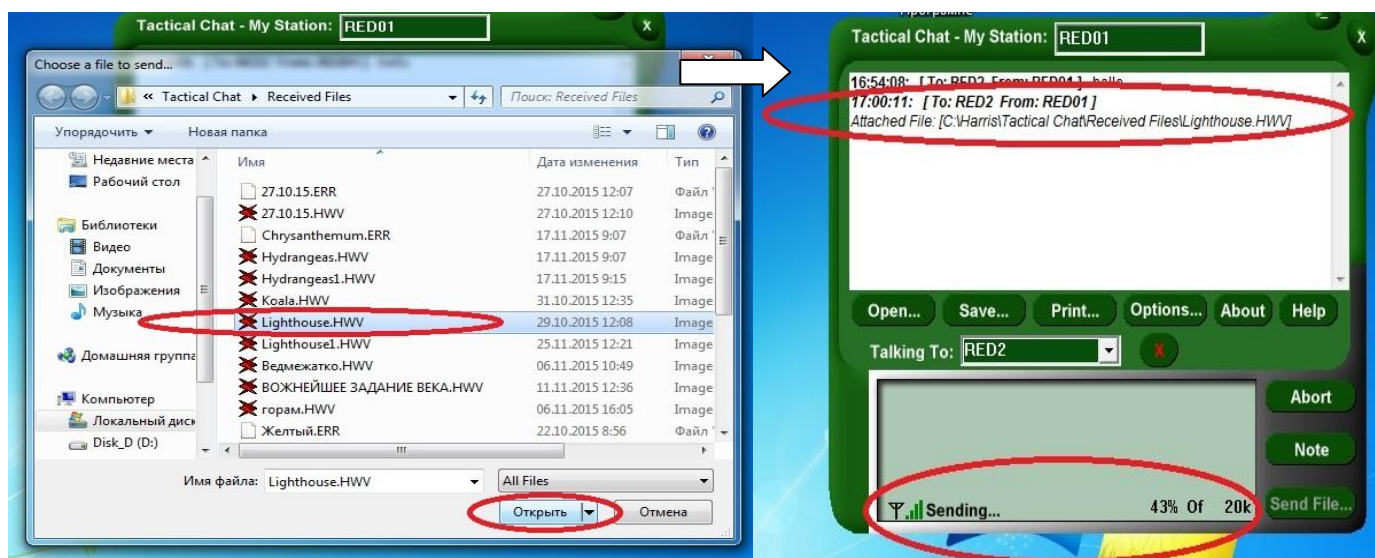 Tactical Chat - My Station: RED01
x
Choose a file to send...
« Tactical Chat ▸ Received Files
Поиск: Received Files
Упорядочить ▾ Новая папка
Недавние места
Рабочий стол
Библиотеки
Видео
Документы
Изображения
Музыка
Домашняя группа
Компьютер
Локальный диск
Disk_D (D:)
Имя Дата изменения Тип
27.10.15.ERR 27.10.2015 12:07 Файл
27.10.15.HWV 27.10.2015 12:10 Image
Chrysanthemum.ERR 17.11.2015 9:07 Файл
Hydrangeas.HWV 17.11.2015 9:07 Image
Hydrangeas1.HWV 17.11.2015 9:15 Image
Koala.HWV 31.10.2015 12:35 Image
Lighthouse.HWV 29.10.2015 12:08 Image
Lighthouse1.HWV 25.11.2015 12:21 Image
Ведмежатко.HWV 06.11.2015 10:49 Image
ВОЖНЕЙШЕЕ ЗАДАНИЕ ВЕКА.HWV 11.11.2015 12:36 Image
горам.HWV 06.11.2015 16:05 Image
Желтый.ERR 22.10.2015 8:56 Файл
Имя файла: Lighthouse.HWV All Files
Открыть Отмена
Tactical Chat - My Station: RED01
x
16:54:08: [ To: RED2 From: RED01 ] hello
17:00:11: [ To: RED2 From: RED01 ]
Attached File: [C:\Harris\Tactical Chat\Received Files\Lighthouse.HWV]
Open... Save... Print... Options... About Help
Talking To: RED2 X
Abort
Note
Send File...
Sending... 43% Of 20k